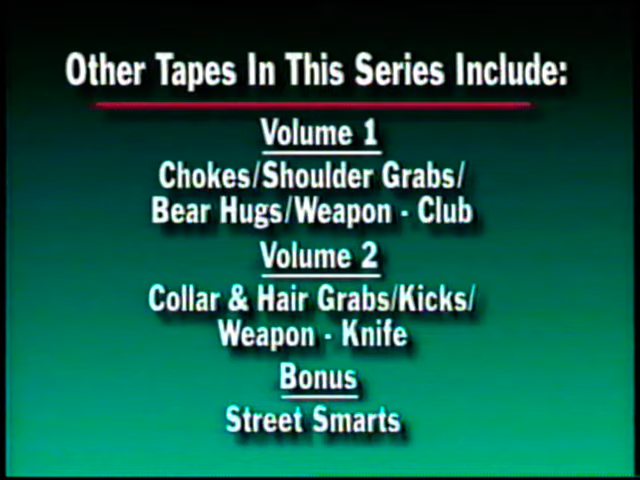 Other Tapes In This Series Include:
Volume 1
Chokes/Shoulder Grabs/
Bear Hugs/Weapon - Club
Volume 2
Collar & Hair Grabs/Kicks/
Weapon - Knife
Bonus
Street Smarts